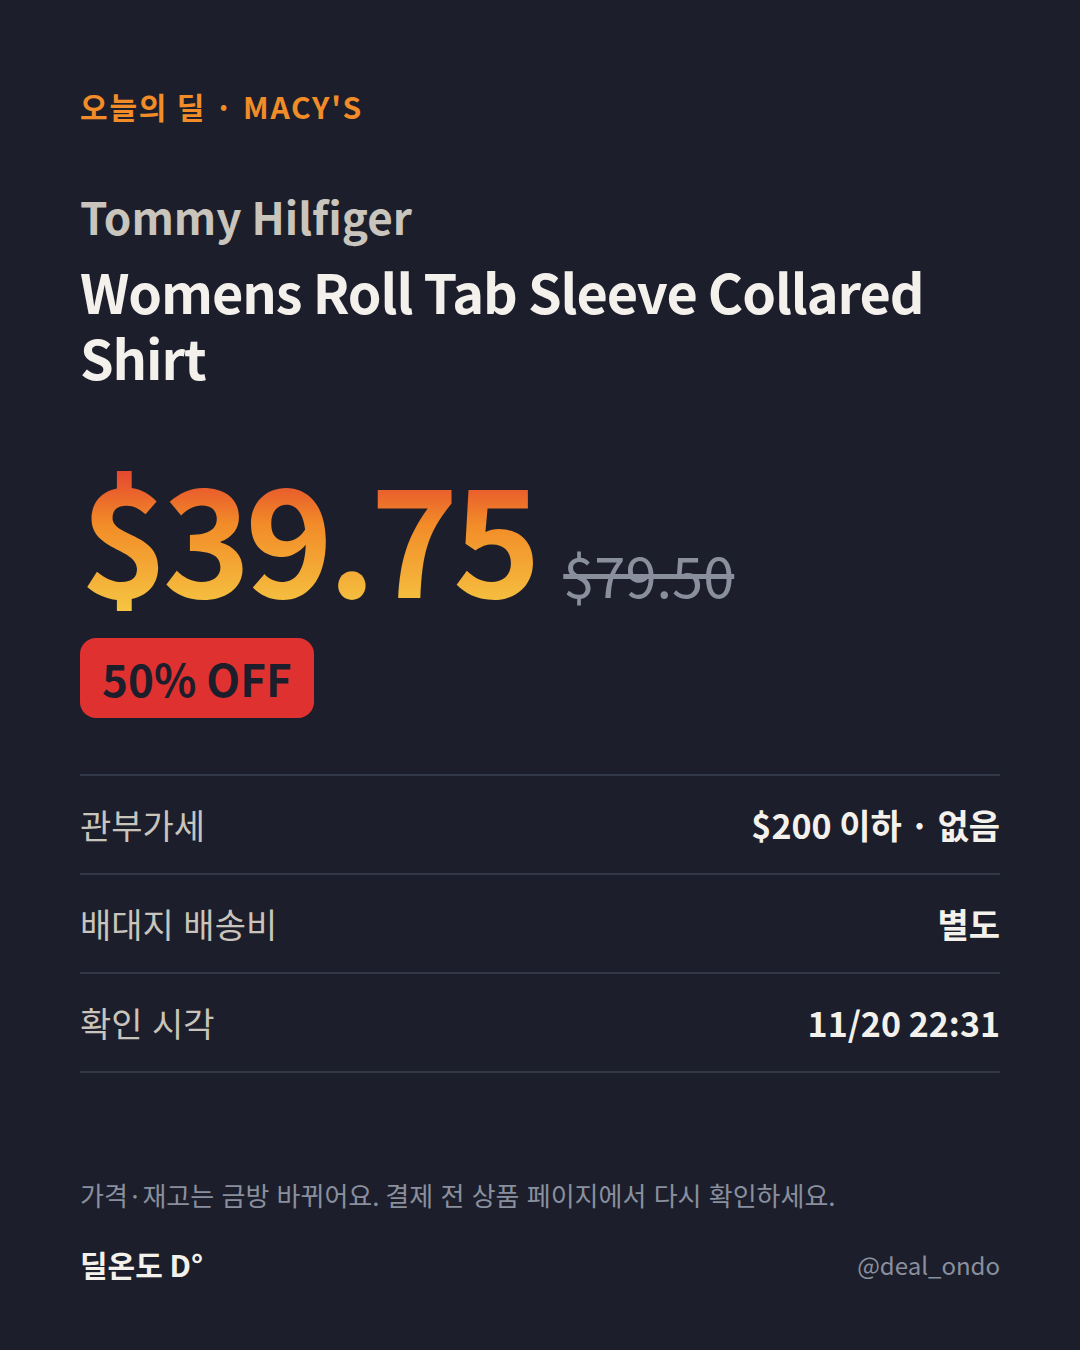 오늘의 딜 · MACY'S
Tommy Hilfiger
Womens Roll Tab Sleeve Collared
Shirt
$39.75 $79.50
50% OFF
관부가세 $200 이하 · 없음
배대지 배송비 별도
확인 시각 11/20 22:31
가격·재고는 금방 바뀌어요. 결제 전 상품 페이지에서 다시 확인하세요.
딜온도 D° @deal_ondo